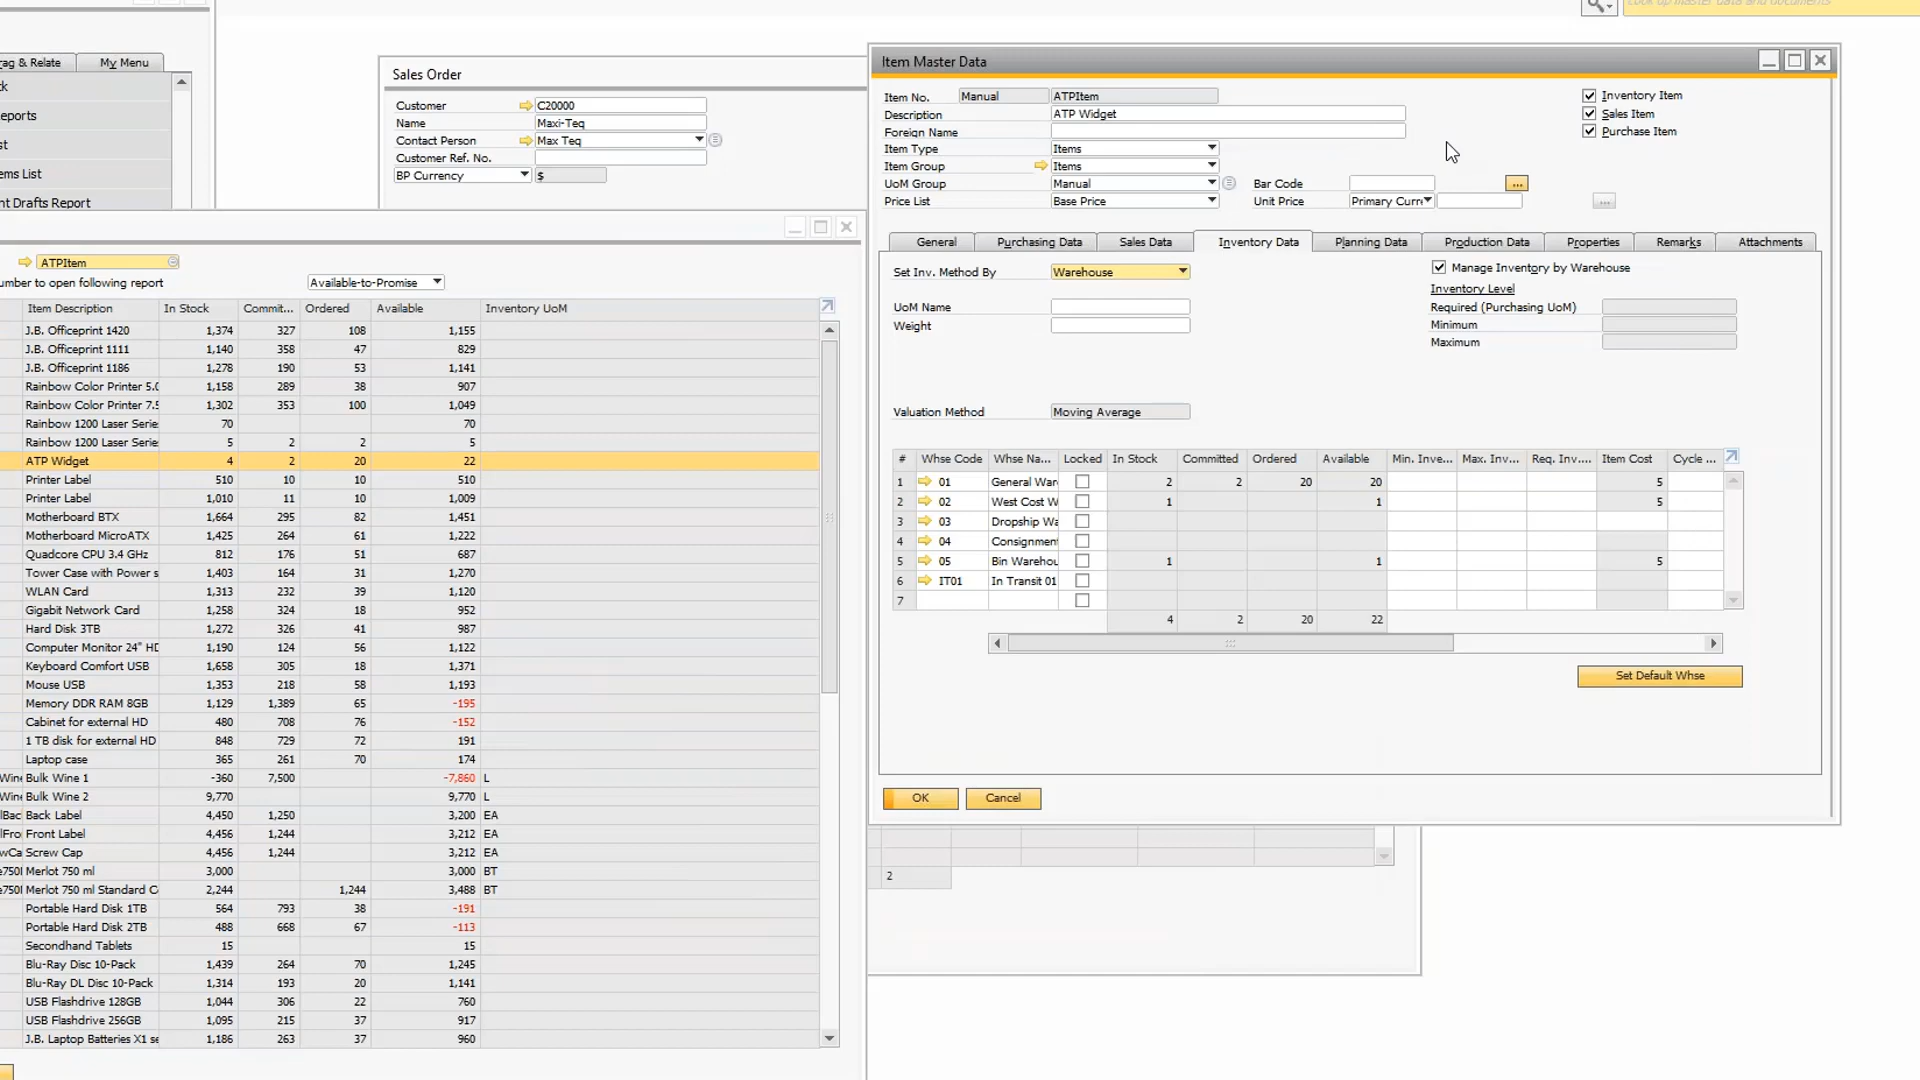 Look up master data and documents
rag & Relate
My Menu
ck
eports
st
ems List
nt Drafts Report
Sales Order
Customer C20000
Name Maxi-Teq
Contact Person Max Teq
Customer Ref. No.
BP Currency $
ATPItem
umber to open following report Available-to-Promise
Item Description In Stock Commit... Ordered Available Inventory UoM
J.B. Officeprint 1420 1,374 327 108 1,155
J.B. Officeprint 1111 1,140 358 47 829
J.B. Officeprint 1186 1,278 190 53 1,141
Rainbow Color Printer 5.0 1,158 289 38 907
Rainbow Color Printer 7.5 1,302 353 100 1,049
Rainbow 1200 Laser Serie 70 70
Rainbow 1200 Laser Serie 5 2 2 5
ATP Widget 4 2 20 22
Printer Label 510 10 10 510
Printer Label 1,010 11 10 1,009
Motherboard BTX 1,664 295 82 1,451
Motherboard MicroATX 1,425 264 61 1,222
Quadcore CPU 3.4 GHz 812 176 51 687
Tower Case with Power s 1,403 164 31 1,270
WLAN Card 1,313 232 39 1,120
Gigabit Network Card 1,258 324 18 952
Hard Disk 3TB 1,272 326 41 987
Computer Monitor 24" HD 1,190 124 56 1,122
Keyboard Comfort USB 1,658 305 18 1,371
Mouse USB 1,353 218 58 1,193
Memory DDR RAM 8GB 1,129 1,389 65 -195
Cabinet for external HD 480 708 76 -152
1 TB disk for external HD 848 729 72 191
Laptop case 365 261 70 174
Wine Bulk Wine 1 -360 7,500 -7,860 L
Wine Bulk Wine 2 9,770 9,770 L
lBac Back Label 4,450 1,250 3,200 EA
lFro Front Label 4,456 1,244 3,212 EA
wCa Screw Cap 4,456 1,244 3,212 EA
e750 Merlot 750 ml 3,000 3,000 BT
e750 Merlot 750 ml Standard C 2,244 1,244 3,488 BT
Portable Hard Disk 1TB 564 793 38 -191
Portable Hard Disk 2TB 488 668 67 -113
Secondhand Tablets 15 15
Blu-Ray Disc 10-Pack 1,439 264 70 1,245
Blu-Ray DL Disc 10-Pack 1,314 193 20 1,141
USB Flashdrive 128GB 1,044 306 22 760
USB Flashdrive 256GB 1,095 215 37 917
J.B. Laptop Batteries X1 se 1,186 263 37 960
Item Master Data
Item No. Manual ATPItem Inventory Item
Description ATP Widget Sales Item
Foreign Name Purchase Item
Item Type Items
Item Group Items
UoM Group Manual Bar Code ...
Price List Base Price Unit Price Primary Curre ...
General Purchasing Data Sales Data Inventory Data Planning Data Production Data Properties Remarks Attachments
Set Inv. Method By Warehouse Manage Inventory by Warehouse
Inventory Level
UoM Name Required (Purchasing UoM)
Weight Minimum
Maximum
Valuation Method Moving Average
# Whse Code Whse Na... Locked In Stock Committed Ordered Available Min. Inve... Max. Inv... Req. Inv.... Item Cost Cycle ...
1 01 General War 2 2 20 20 5
2 02 West Cost W 1 1 5
3 03 Dropship Wa
4 04 Consignment
5 05 Bin Warehou 1 1 5
6 IT01 In Transit 01
7
4 2 20 22
Set Default Whse
OK Cancel
2